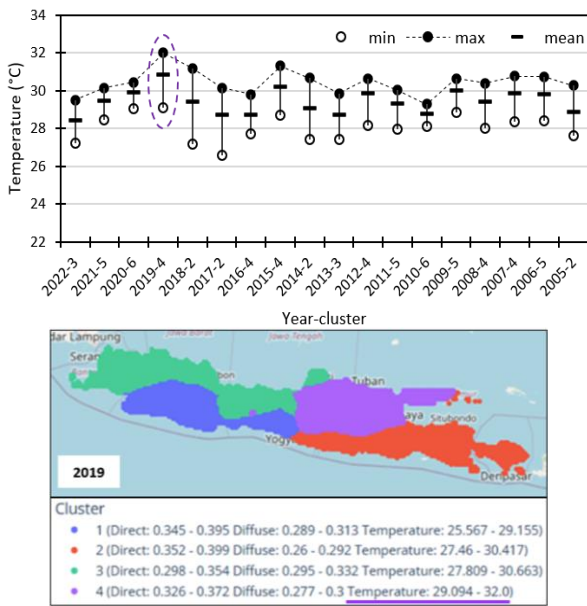 min max mean
Temperature (°C)
32
30
28
26
24
22
2022-3 2021-5 2020-6 2019-4 2018-2 2017-2 2016-4 2015-4 2014-2 2013-3 2012-4 2011-5 2010-6 2009-5 2008-4 2007-4 2006-5 2005-2
Year-cluster
dar Lampung
Jawa Barat
Jawa Tengah
Seran
bon
Tuban
aya
Situbondo
Yogy
Denpasar
2019
Cluster
1 (Direct: 0.345 - 0.395 Diffuse: 0.289 - 0.313 Temperature: 25.567 - 29.155)
2 (Direct: 0.352 - 0.399 Diffuse: 0.26 - 0.292 Temperature: 27.46 - 30.417)
3 (Direct: 0.298 - 0.354 Diffuse: 0.295 - 0.332 Temperature: 27.809 - 30.663)
4 (Direct: 0.326 - 0.372 Diffuse: 0.277 - 0.3 Temperature: 29.094 - 32.0)